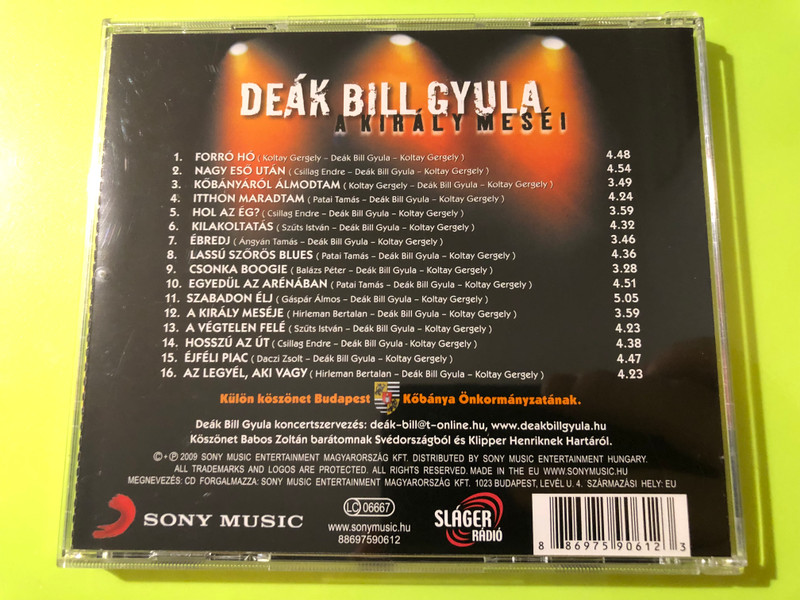 DEÁK BILL GYULA
A KIRÁLY MESÉI
1. FORRÓ HÓ ( Koltay Gergely – Deák Bill Gyula – Koltay Gergely ) 4.48
2. NAGY ESŐ UTÁN ( Csillag Endre – Deák Bill Gyula – Koltay Gergely ) 4.54
3. KŐBÁNYÁRÓL ÁLMODTAM ( Koltay Gergely – Deák Bill Gyula – Koltay Gergely ) 3.49
4. ITTHON MARADTAM ( Patai Tamás – Deák Bill Gyula – Koltay Gergely ) 4.24
5. HOL AZ ÉG? ( Csillag Endre – Deák Bill Gyula – Koltay Gergely ) 3.59
6. KILAKOLTATÁS ( Szűts István – Deák Bill Gyula – Koltay Gergely ) 4.32
7. ÉBREDJ ( Ángyán Tamás – Deák Bill Gyula – Koltay Gergely ) 3.46
8. LASSÚ SZŐRÖS BLUES ( Patai Tamás – Deák Bill Gyula – Koltay Gergely ) 4.36
9. CSONKA BOOGIE ( Balázs Péter – Deák Bill Gyula – Koltay Gergely ) 3.28
10. EGYEDÜL AZ ARÉNÁBAN ( Patai Tamás – Deák Bill Gyula – Koltay Gergely ) 4.51
11. SZABADON ÉLJ ( Gáspár Álmos – Deák Bill Gyula – Koltay Gergely ) 5.05
12. A KIRÁLY MESÉJE ( Hirleman Bertalan – Deák Bill Gyula – Koltay Gergely ) 3.59
13. A VÉGTELEN FELÉ ( Szűts István – Deák Bill Gyula – Koltay Gergely ) 4.23
14. HOSSZÚ AZ ÚT ( Csillag Endre – Deák Bill Gyula - Koltay Gergely ) 4.38
15. ÉJFÉLI PIAC ( Daczi Zsolt – Deák Bill Gyula – Koltay Gergely ) 4.47
16. AZ LEGYÉL, AKI VAGY ( Hirleman Bertalan – Deák Bill Gyula – Koltay Gergely ) 4.23
Külön köszönet Budapest Kőbánya Önkormányzatának.
Deák Bill Gyula koncertszervezés: deák-bill@t-online.hu, www.deakbillgyula.hu
Köszönet Babos Zoltán barátomnak Svédországból és Klipper Henriknek Hartáról.
© + ℗ 2009 SONY MUSIC ENTERTAINMENT MAGYARORSZÁG KFT. DISTRIBUTED BY SONY MUSIC ENTERTAINMENT HUNGARY.
ALL TRADEMARKS AND LOGOS ARE PROTECTED. ALL RIGHTS RESERVED. MADE IN THE EU WWW.SONYMUSIC.HU
MEGNEVEZÉS: CD FORGALMAZZA: SONY MUSIC ENTERTAINMENT MAGYARORSZÁG KFT. 1023 BUDAPEST, LEVÉL U. 4. SZÁRMAZÁSI HELY: EU
SONY MUSIC
LC 06667
www.sonymusic.hu
88697590612
SLÁGER
RÁDIÓ
8 86975 90612 3